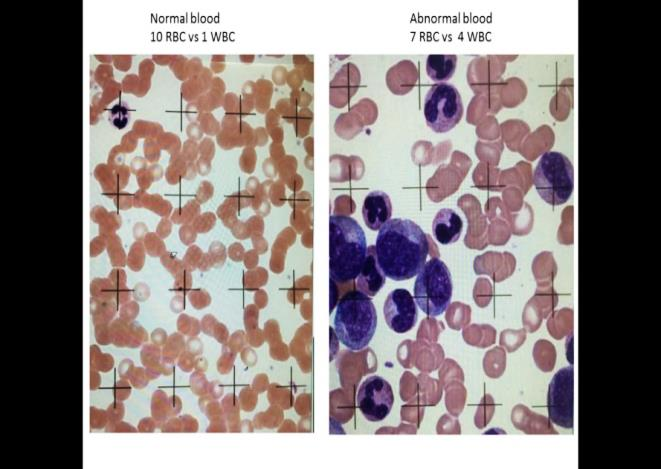 Normal blood
10 RBC vs 1 WBC
Abnormal blood
7 RBC vs 4 WBC